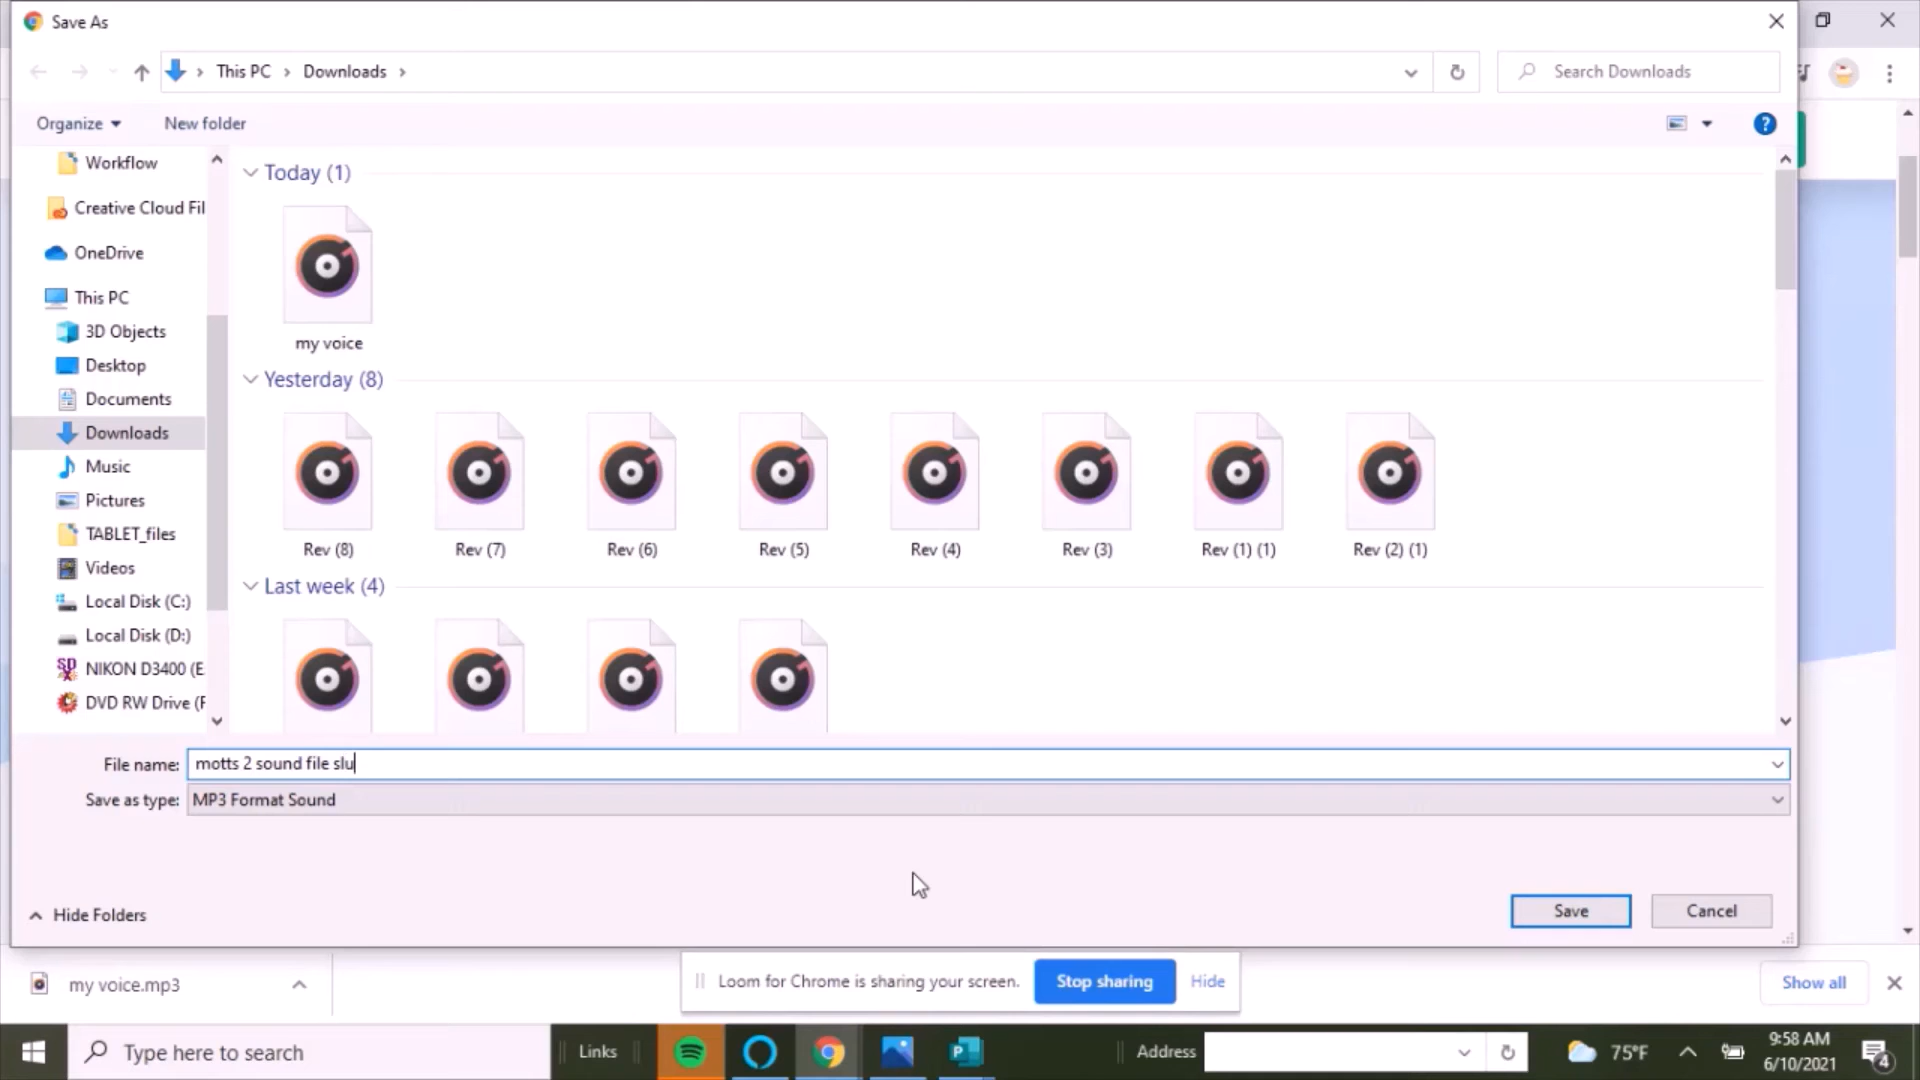 Save As
This PC
Downloads
Search Downloads
Organize
New folder
Workflow
Creative Cloud Fil
OneDrive
This PC
3D Objects
Desktop
Documents
Downloads
Music
Pictures
TABLET_files
Videos
Local Disk (C:)
Local Disk (D:)
NIKON D3400 (E
DVD RW Drive (F
Today (1)
my voice
Yesterday (8)
Rev (8)
Rev (7)
Rev (6)
Rev (5)
Rev (4)
Rev (3)
Rev (1) (1)
Rev (2) (1)
Last week (4)
File name: motts 2 sound file slu
Save as type: MP3 Format Sound
Hide Folders
Save
Cancel
my voice.mp3
Loom for Chrome is sharing your screen.
Stop sharing
Hide
Show all
Type here to search
Links
Address
75°F
9:58 AM
6/10/2021
4